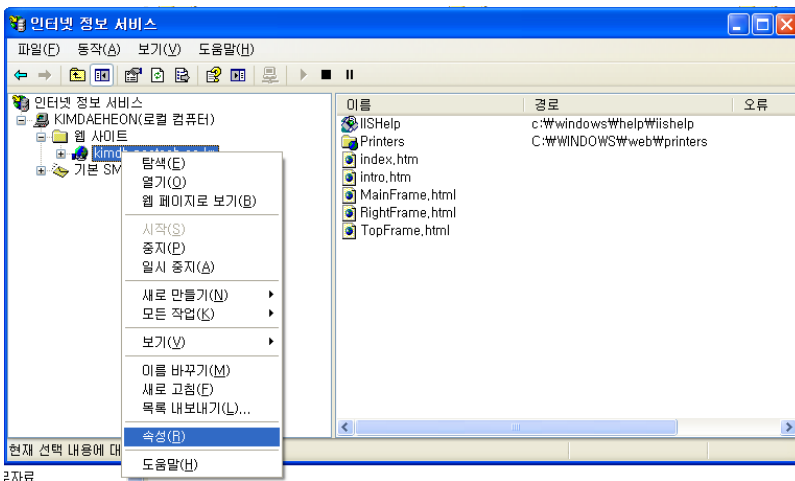 인터넷 정보 서비스
파일(F) 동작(A) 보기(V) 도움말(H)
인터넷 정보 서비스
KIMDAEHEON(로컬 컴퓨터)
웹 사이트
기본 SM
탐색(E)
열기(O)
웹 페이지로 보기(B)
시작(S)
중지(P)
일시 중지(A)
새로 만들기(N)
모든 작업(K)
보기(V)
이름 바꾸기(M)
새로 고침(F)
목록 내보내기(L)...
속성(R)
도움말(H)
이름 경로 오류
IISHelp c:₩windows₩help₩iishelp
Printers C:₩WINDOWS₩web₩printers
index.htm
intro.htm
MainFrame.html
RightFrame.html
TopFrame.html
현재 선택 내용에 대